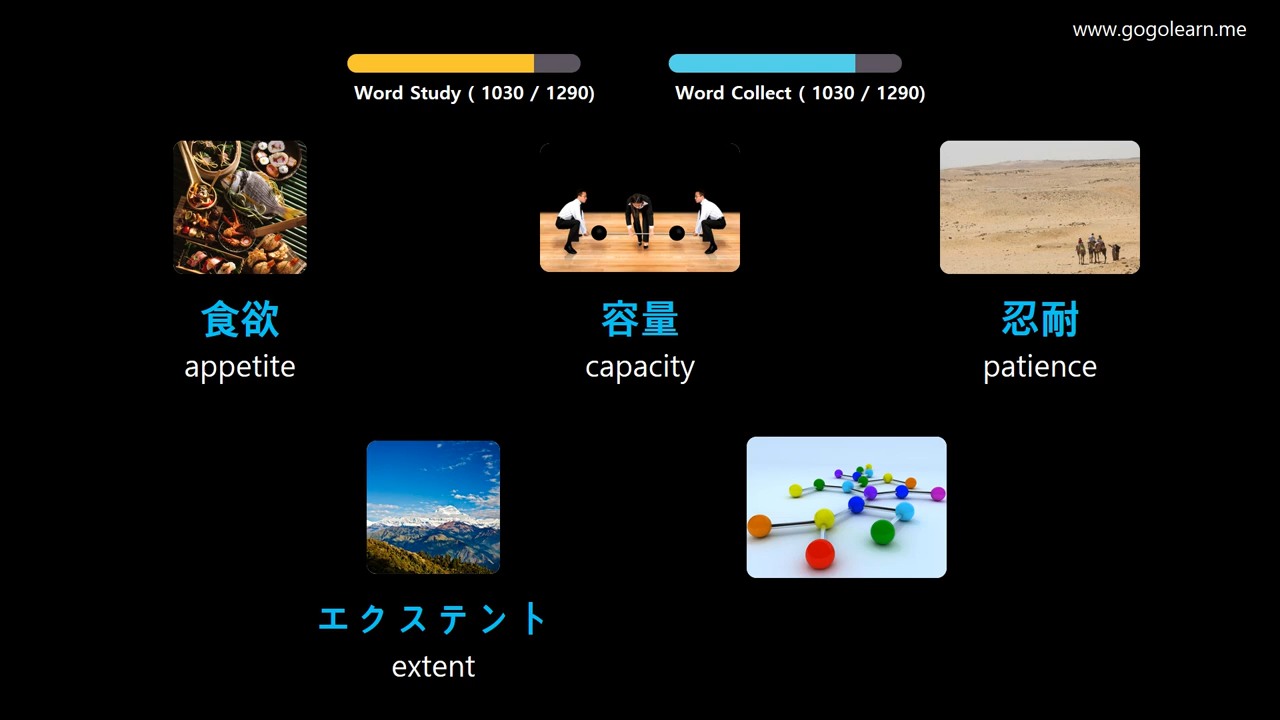 www.gogolearn.me
Word Study ( 1030 / 1290)
Word Collect ( 1030 / 1290)
食欲
appetite
容量
capacity
忍耐
patience
エクステント
extent